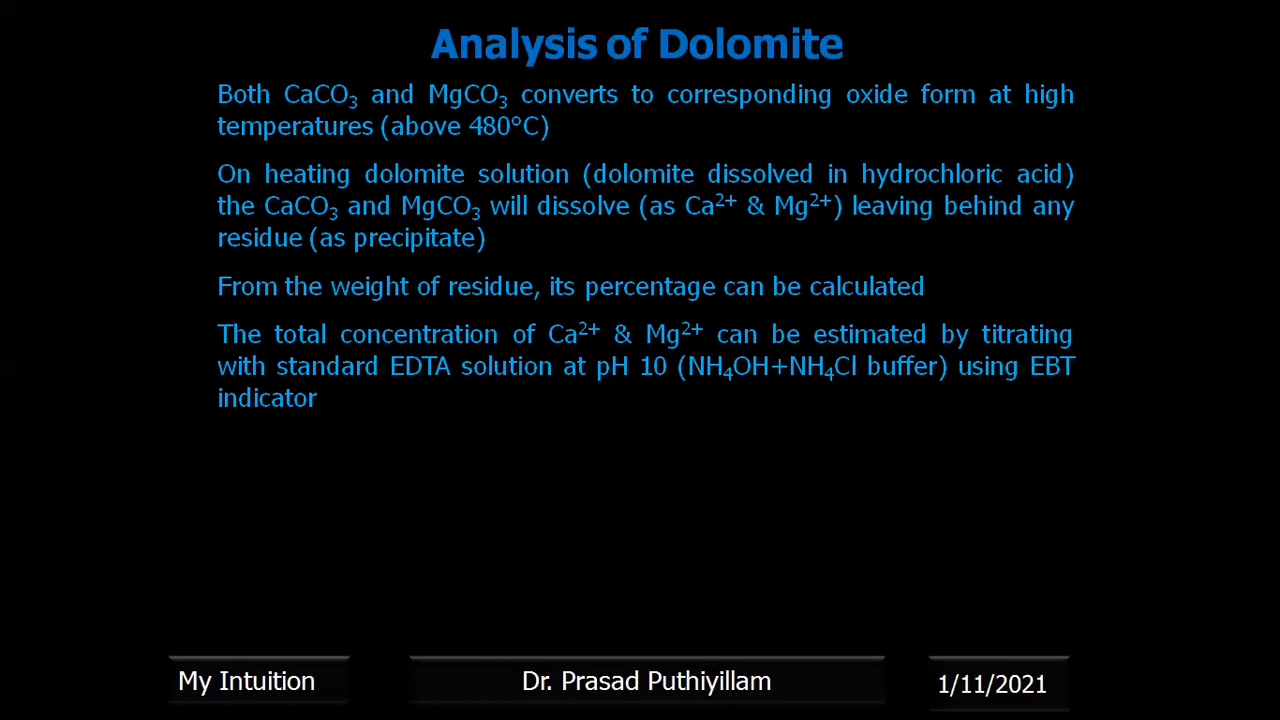 Analysis of Dolomite
Both CaCO₃ and MgCO₃ converts to corresponding oxide form at high
temperatures (above 480°C)
On heating dolomite solution (dolomite dissolved in hydrochloric acid)
the CaCO₃ and MgCO₃ will dissolve (as Ca²⁺ & Mg²⁺) leaving behind any
residue (as precipitate)
From the weight of residue, its percentage can be calculated
The total concentration of Ca²⁺ & Mg²⁺ can be estimated by titrating
with standard EDTA solution at pH 10 (NH₄OH+NH₄Cl buffer) using EBT
indicator
My Intuition
Dr. Prasad Puthiyillam
1/11/2021